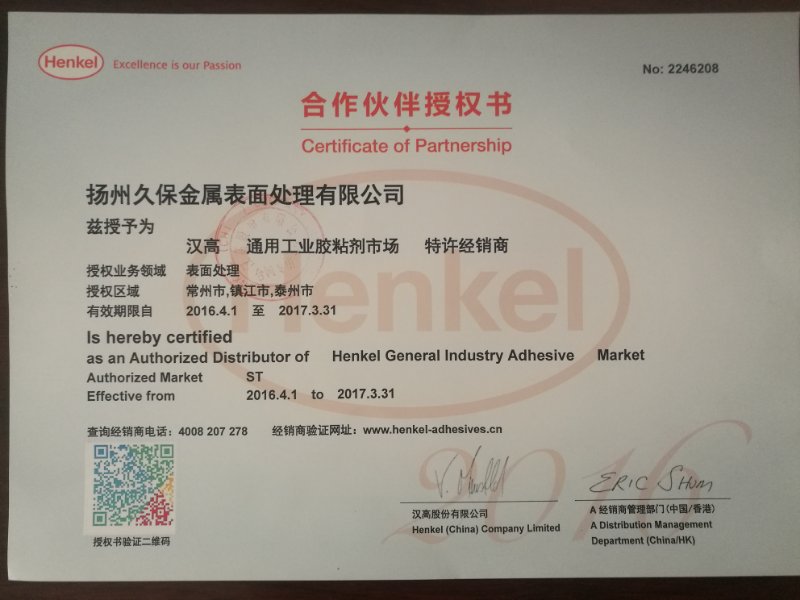 Henkel Excellence is our Passion
No: 2246208
合作伙伴授权书
Certificate of Partnership
扬州久保金属表面处理有限公司
兹授予为
汉高 通用工业胶粘剂市场 特许经销商
授权业务领域 表面处理
授权区域 常州市,镇江市,泰州市
有效期限自 2016.4.1 至 2017.3.31
Is hereby certified
as an Authorized Distributor of Henkel General Industry Adhesive Market
Authorized Market ST
Effective from 2016.4.1 to 2017.3.31
查询经销商电话：4008 207 278 经销商验证网址：www.henkel-adhesives.cn
授权书验证二维码
Henkel
2016
ERIC SHUM
汉高股份有限公司
Henkel (China) Company Limited
A 经销商管理部门(中国/香港)
A Distribution Management
Department (China/HK)